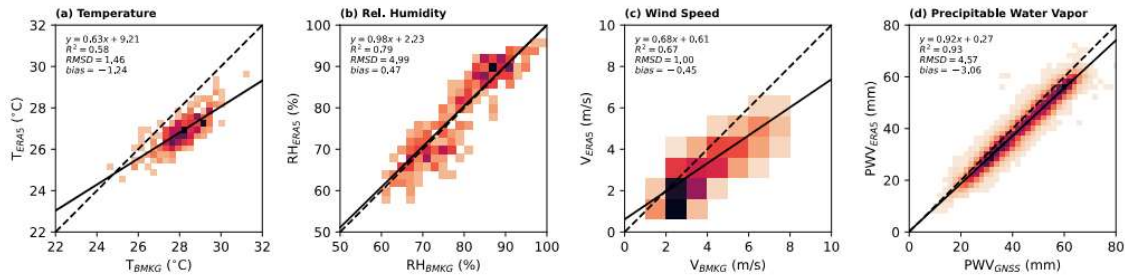 (a) Temperature
y = 0.63x + 9,21
R² = 0.58
RMSD = 1,46
bias = −1,24
32
30
28
26
24
22
T_ERA5 (°C)
22 24 26 28 30 32
T_BMKG (°C)
(b) Rel. Humidity
y = 0.98x + 2.23
R² = 0.79
RMSD = 4,99
bias = 0.47
100
90
80
70
60
50
RH_ERA5 (%)
50 60 70 80 90 100
RH_BMKG (%)
(c) Wind Speed
y = 0.68x + 0.61
R² = 0.67
RMSD = 1,00
bias = −0.45
10
8
6
4
2
0
V_ERA5 (m/s)
0 2 4 6 8 10
V_BMKG (m/s)
(d) Precipitable Water Vapor
y = 0.92x + 0.27
R² = 0.93
RMSD = 4,57
bias = −3,06
80
60
40
20
0
PWV_ERA5 (mm)
0 20 40 60 80
PWV_GNSS (mm)